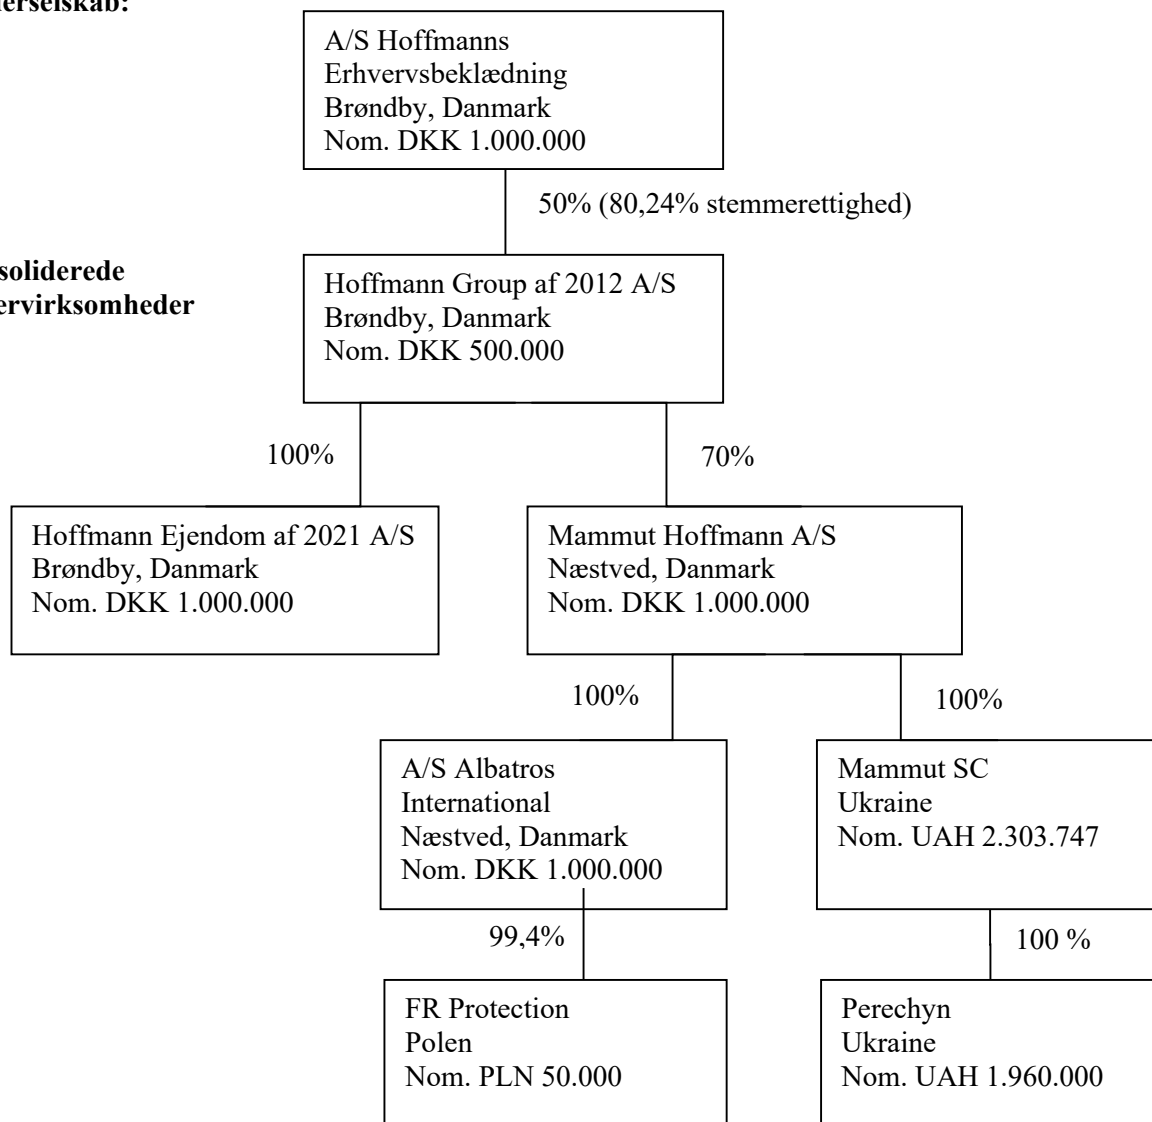 erselskab:
A/S Hoffmanns
Erhvervsbeklædning
Brøndby, Danmark
Nom. DKK 1.000.000
50% (80,24% stemmerettighed)
soliderede
ervirksomheder
Hoffmann Group af 2012 A/S
Brøndby, Danmark
Nom. DKK 500.000
100%
70%
Hoffmann Ejendom af 2021 A/S
Brøndby, Danmark
Nom. DKK 1.000.000
Mammut Hoffmann A/S
Næstved, Danmark
Nom. DKK 1.000.000
100%
100%
A/S Albatros
International
Næstved, Danmark
Nom. DKK 1.000.000
Mammut SC
Ukraine
Nom. UAH 2.303.747
99,4%
100 %
FR Protection
Polen
Nom. PLN 50.000
Perechyn
Ukraine
Nom. UAH 1.960.000